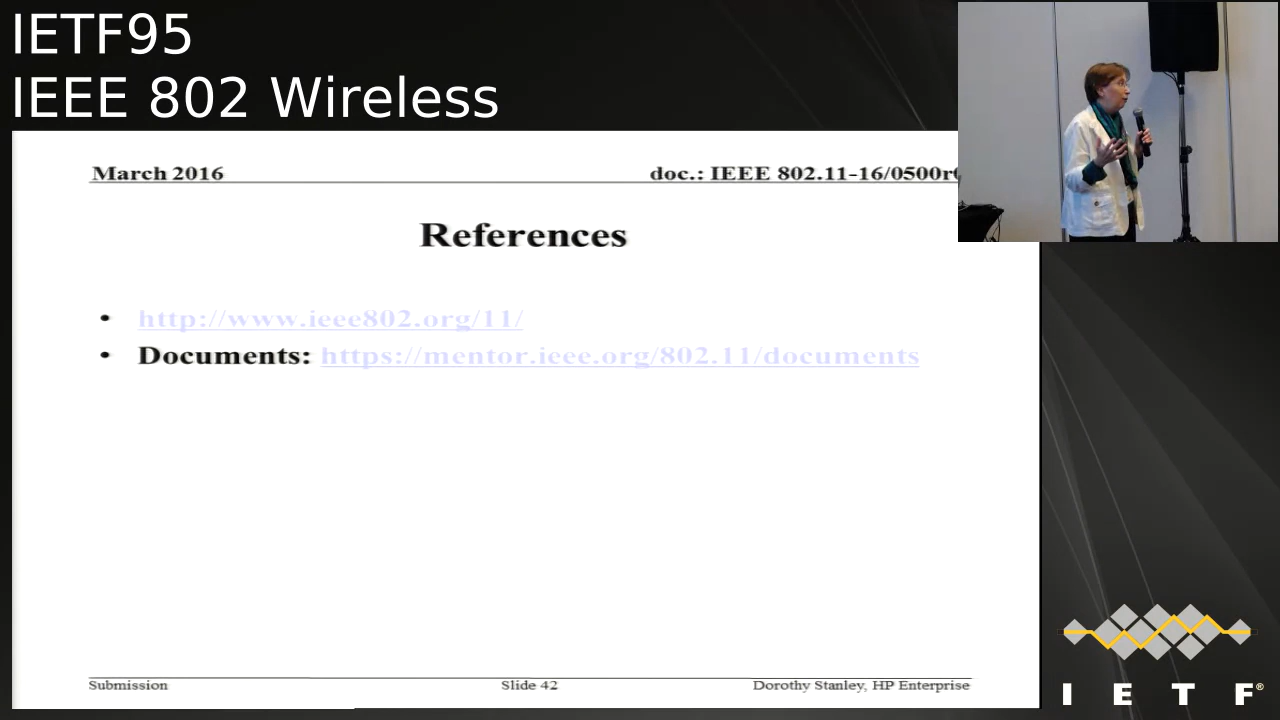 IETF95
IEEE 802 Wireless
March 2016
doc.: IEEE 802.11-16/0500r
References
• http://www.ieee802.org/11/
• Documents: https://mentor.ieee.org/802.11/documents
Submission
Slide 42
Dorothy Stanley, HP Enterprise
I E T F®